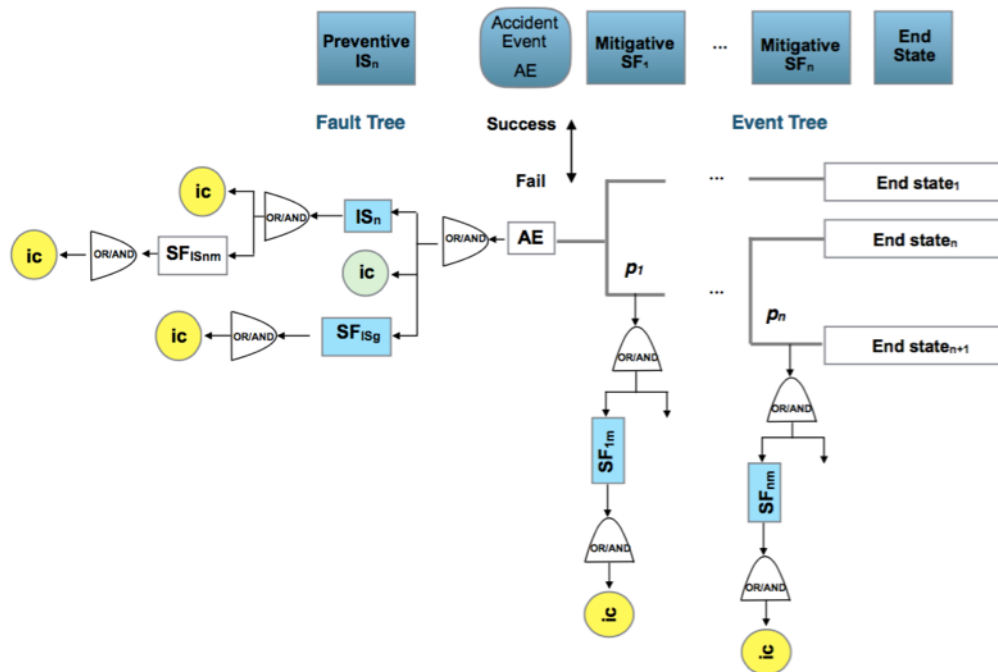 Preventive
ISn
Accident
Event
AE
Mitigative
SF1
...
Mitigative
SFn
End
State
Fault Tree
Success
Event Tree
Fail
ic
OR/AND
ISn
OR/AND
AE
...
End state1
ic
OR/AND
SFISnm
End staten
ic
p1
...
pn
ic
OR/AND
SFISg
End staten+1
OR/AND
OR/AND
SF1m
SFnm
OR/AND
OR/AND
ic
ic